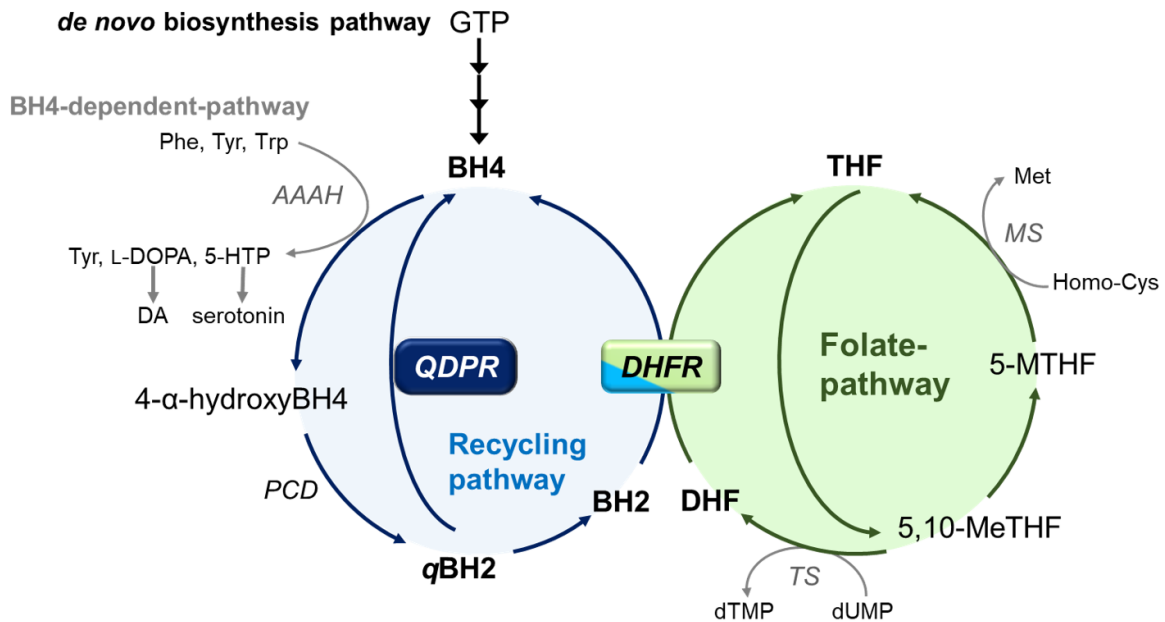 de novo biosynthesis pathway GTP
BH4-dependent-pathway
Phe, Tyr, Trp
BH4
THF
AAAH
Met
MS
Tyr, L-DOPA, 5-HTP
Homo-Cys
DA serotonin
QDPR
DHFR
Folate-
pathway
5-MTHF
4-α-hydroxyBH4
Recycling
pathway
PCD
BH2
DHF
5,10-MeTHF
qBH2
TS
dTMP
dUMP